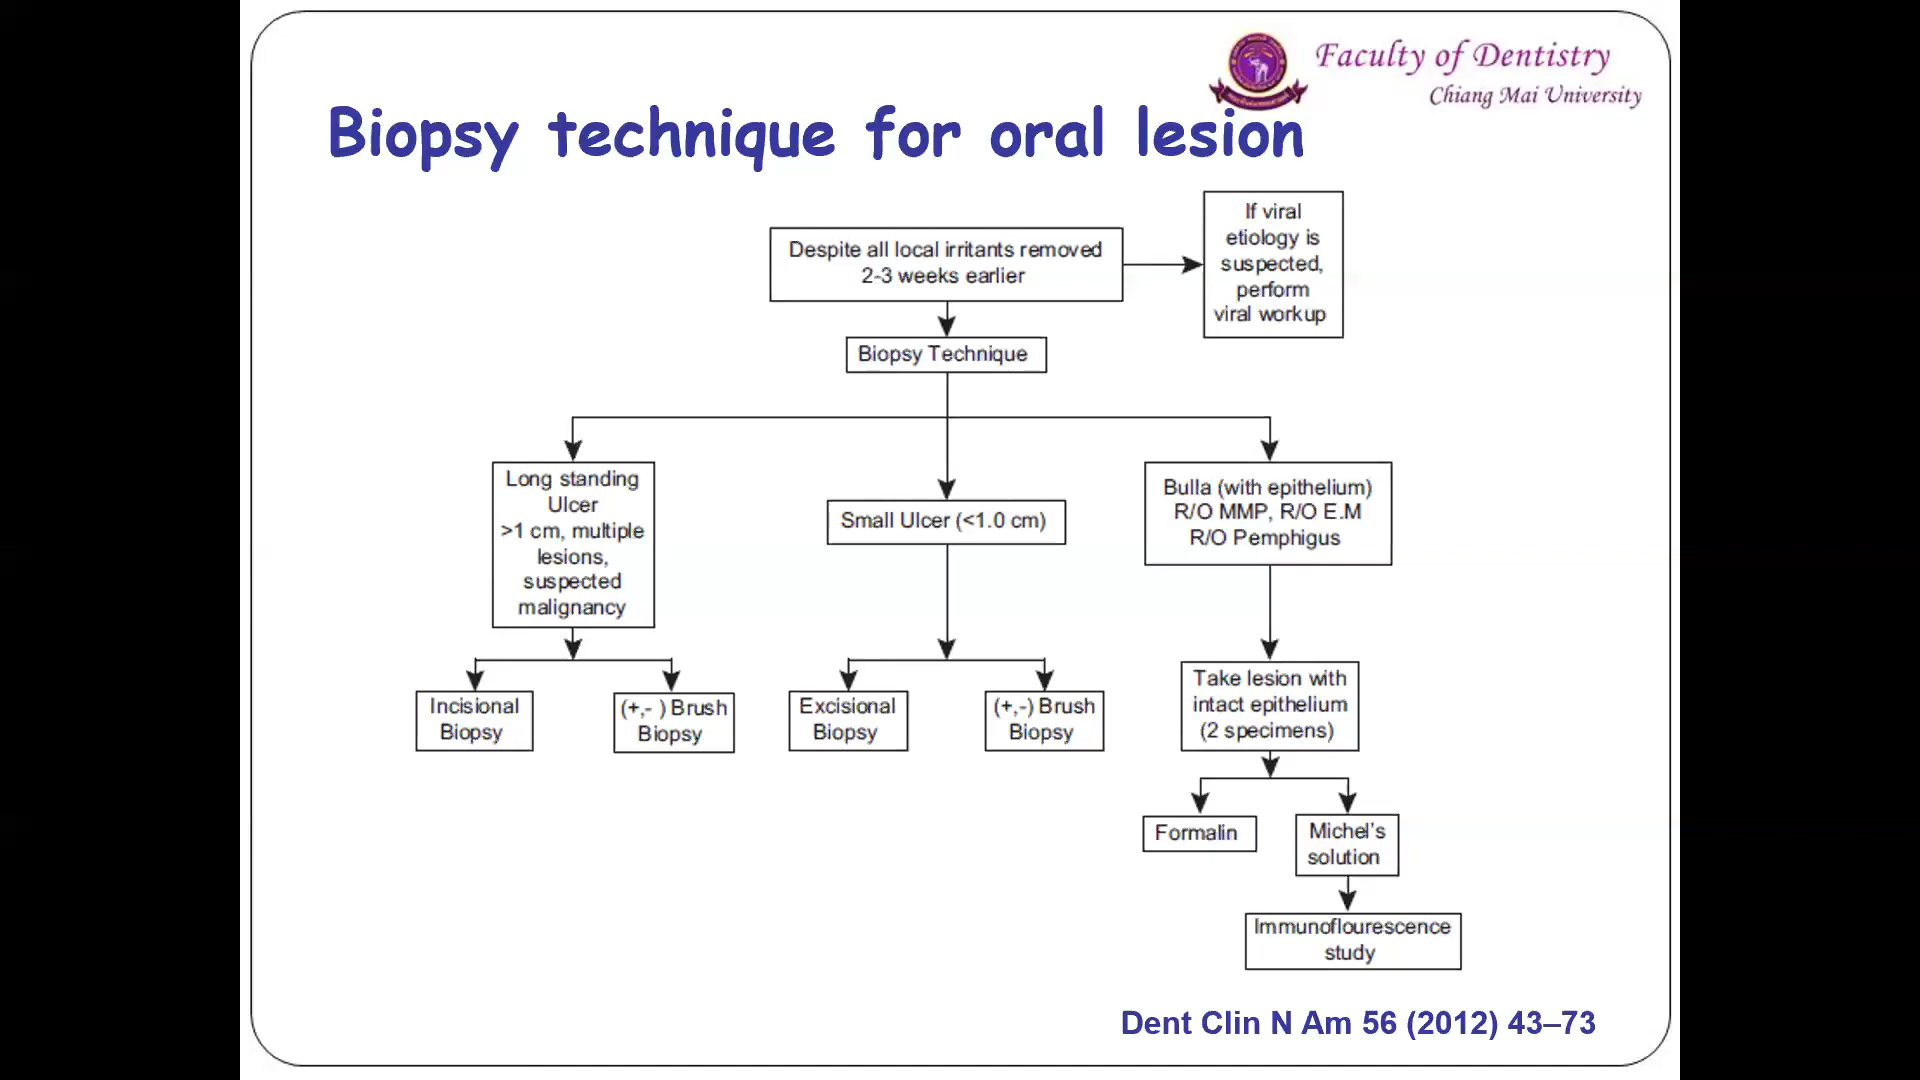 Faculty of Dentistry
Chiang Mai University
Biopsy technique for oral lesion
If viral
etiology is
suspected,
perform
viral workup
Despite all local irritants removed
2-3 weeks earlier
Biopsy Technique
Long standing
Ulcer
>1 cm, multiple
lesions,
suspected
malignancy
Small Ulcer (<1.0 cm)
Bulla (with epithelium)
R/O MMP, R/O E.M
R/O Pemphigus
Incisional
Biopsy
(+,- ) Brush
Biopsy
Excisional
Biopsy
(+,-) Brush
Biopsy
Take lesion with
intact epithelium
(2 specimens)
Formalin
Michel's
solution
Immunoflourescence
study
Dent Clin N Am 56 (2012) 43–73